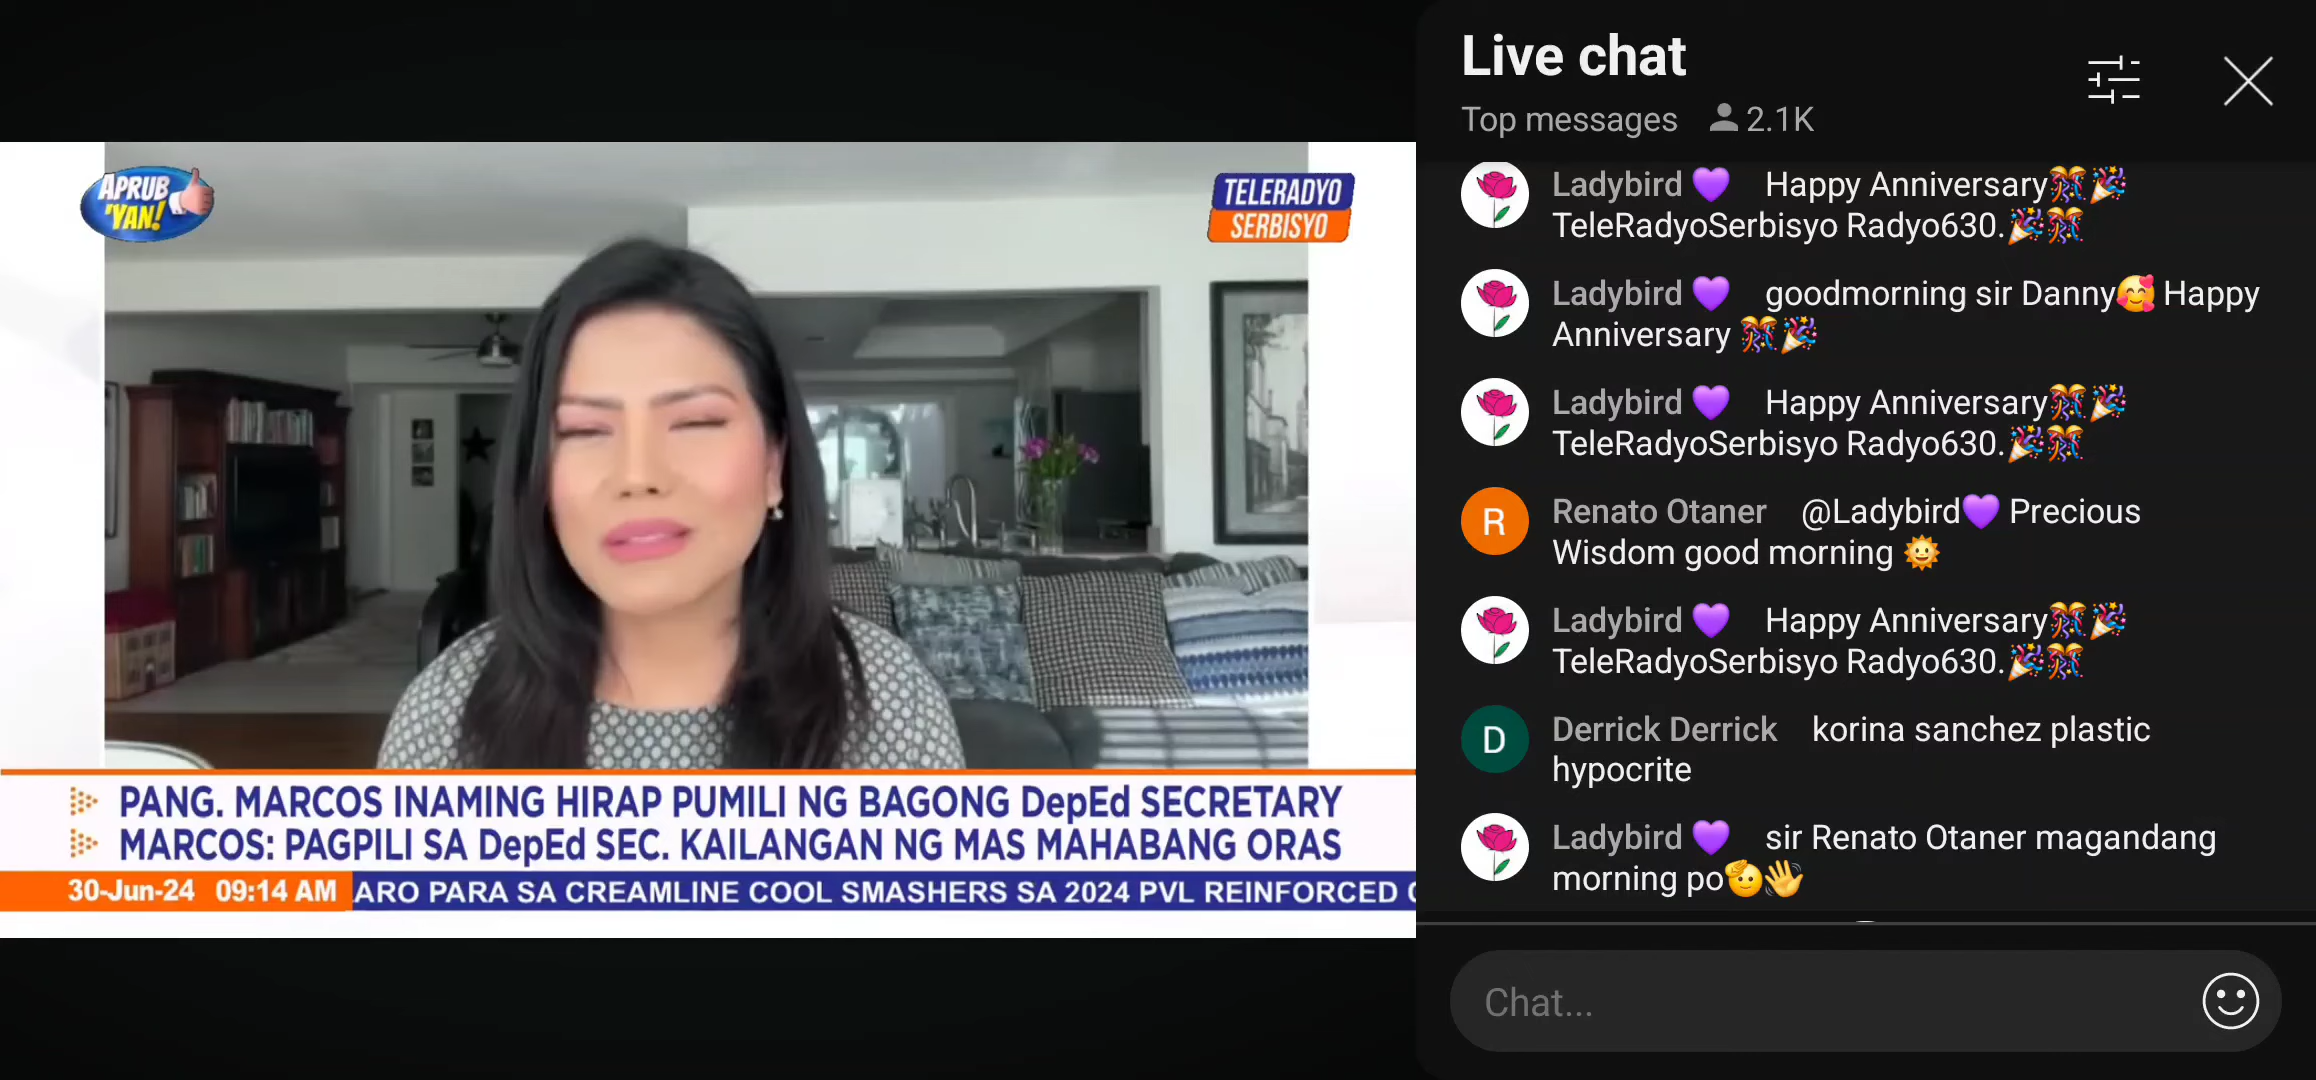 APRUB
'YAN!
TELERADYO
SERBISYO
PANG. MARCOS INAMING HIRAP PUMILI NG BAGONG DepEd SECRETARY
MARCOS: PAGPILI SA DepEd SEC. KAILANGAN NG MAS MAHABANG ORAS
30-Jun-24 09:14 AM ARO PARA SA CREAMLINE COOL SMASHERS SA 2024 PVL REINFORCED
Live chat
Top messages 2.1K
Ladybird 💜 Happy Anniversary🎊🎉
TeleRadyoSerbisyo Radyo630.🎉🎊
Ladybird 💜 goodmorning sir Danny🥰 Happy
Anniversary 🎊🎉
Ladybird 💜 Happy Anniversary🎊🎉
TeleRadyoSerbisyo Radyo630.🎉🎊
R Renato Otaner @Ladybird💜 Precious
Wisdom good morning 🌞
Ladybird 💜 Happy Anniversary🎊🎉
TeleRadyoSerbisyo Radyo630.🎉🎊
D Derrick Derrick korina sanchez plastic
hypocrite
Ladybird 💜 sir Renato Otaner magandang
morning po🫡👋
Chat...